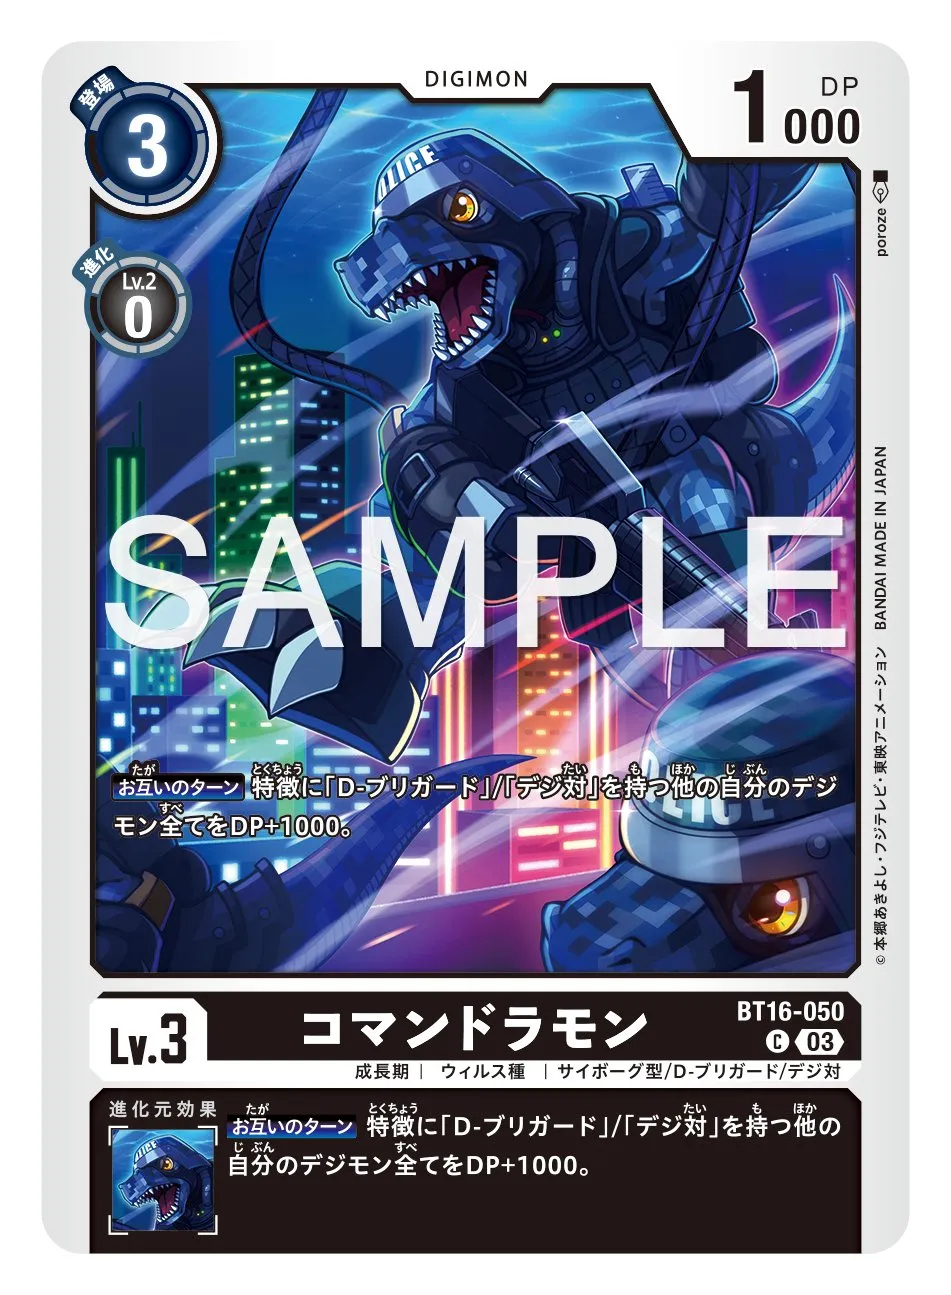 DIGIMON
登場
3
1000
DP
進化
Lv.2
0
POLICE
poroze
SAMPLE
BANDAI MADE IN JAPAN
©本郷あきよし・フジテレビ・東映アニメーション
お互いのターン 特徴に「D-ブリガード」/「デジ対」を持つ他の自分のデジ
モン全てをDP+1000。
POLICE
Lv.3
コマンドラモン
BT16-050
C 03
成長期 | ウィルス種 | サイボーグ型/D-ブリガード/デジ対
進化元効果
お互いのターン 特徴に「D-ブリガード」/「デジ対」を持つ他の
自分のデジモン全てをDP+1000。